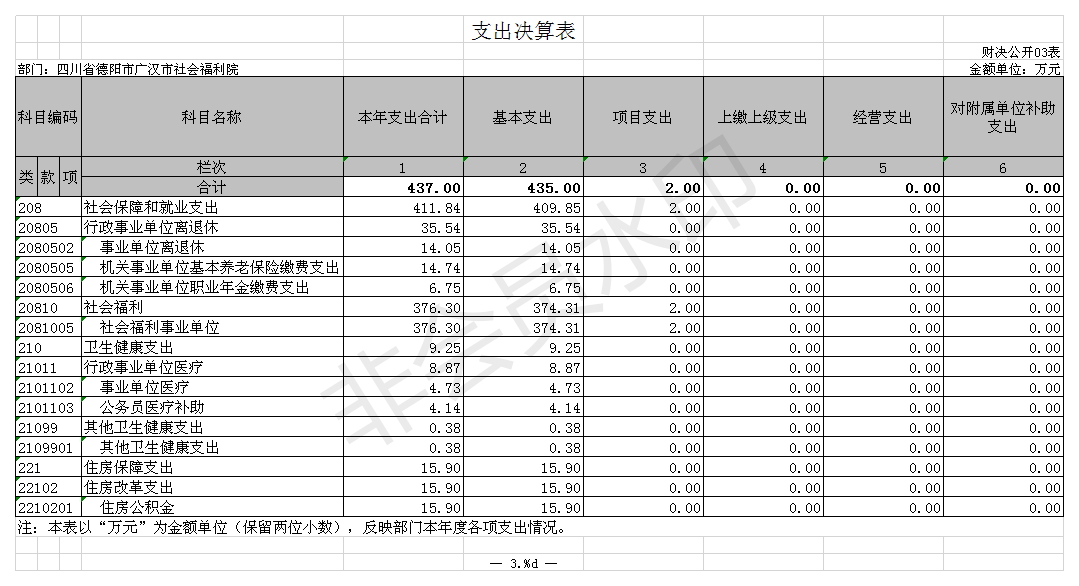 支出决算表
财决公开03表
部门：四川省德阳市广汉市社会福利院 金额单位：万元
科目编码 科目名称 本年支出合计 基本支出 项目支出 上缴上级支出 经营支出 对附属单位补助支出
类 款 项 栏次 1 2 3 4 5 6
合计 437.00 435.00 2.00 0.00 0.00 0.00
208 社会保障和就业支出 411.84 409.85 2.00 0.00 0.00 0.00
20805 行政事业单位离退休 35.54 35.54 0.00 0.00 0.00 0.00
2080502 事业单位离退休 14.05 14.05 0.00 0.00 0.00 0.00
2080505 机关事业单位基本养老保险缴费支出 14.74 14.74 0.00 0.00 0.00 0.00
2080506 机关事业单位职业年金缴费支出 6.75 6.75 0.00 0.00 0.00 0.00
20810 社会福利 376.30 374.31 2.00 0.00 0.00 0.00
2081005 社会福利事业单位 376.30 374.31 2.00 0.00 0.00 0.00
210 卫生健康支出 9.25 9.25 0.00 0.00 0.00 0.00
21011 行政事业单位医疗 8.87 8.87 0.00 0.00 0.00 0.00
2101102 事业单位医疗 4.73 4.73 0.00 0.00 0.00 0.00
2101103 公务员医疗补助 4.14 4.14 0.00 0.00 0.00 0.00
21099 其他卫生健康支出 0.38 0.38 0.00 0.00 0.00 0.00
2109901 其他卫生健康支出 0.38 0.38 0.00 0.00 0.00 0.00
221 住房保障支出 15.90 15.90 0.00 0.00 0.00 0.00
22102 住房改革支出 15.90 15.90 0.00 0.00 0.00 0.00
2210201 住房公积金 15.90 15.90 0.00 0.00 0.00 0.00
注：本表以“万元”为金额单位（保留两位小数），反映部门本年度各项支出情况。
— 3.%d —
非会员水印